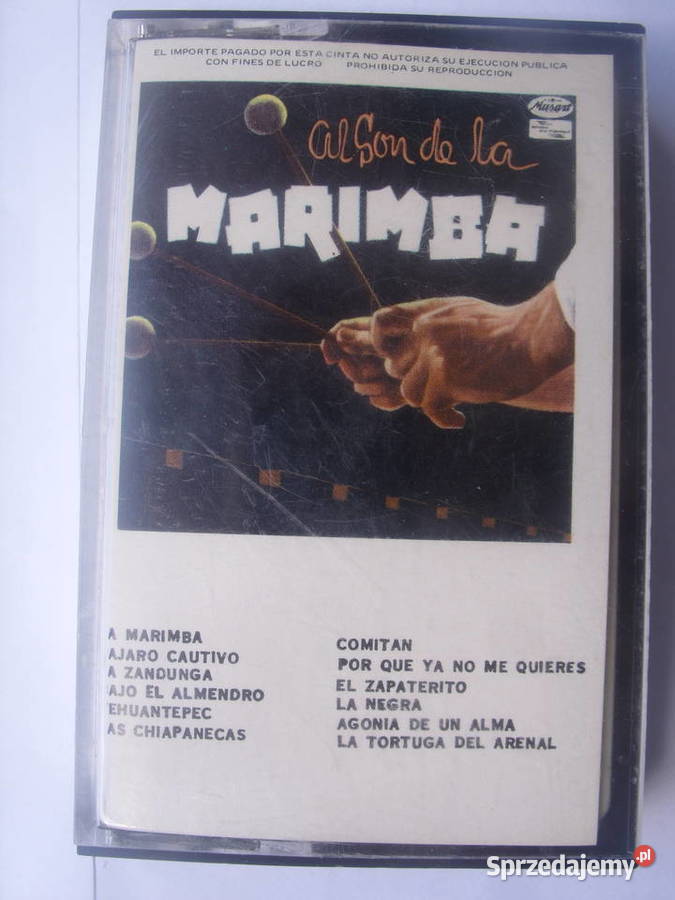 EL IMPORTE PAGADO POR ESTA CINTA NO AUTORIZA SU EJECUCION PUBLICA
CON FINES DE LUCRO PROHIBIDA SU REPRODUCCION
Musart
al Son de la
MARIMBA
A MARIMBA
AJARO CAUTIVO
A ZANDUNGA
AJO EL ALMENDRO
EHUANTEPEC
AS CHIAPANECAS
COMITAN
POR QUE YA NO ME QUIERES
EL ZAPATERITO
LA NEGRA
AGONIA DE UN ALMA
LA TORTUGA DEL ARENAL
Sprzedajemy.pl